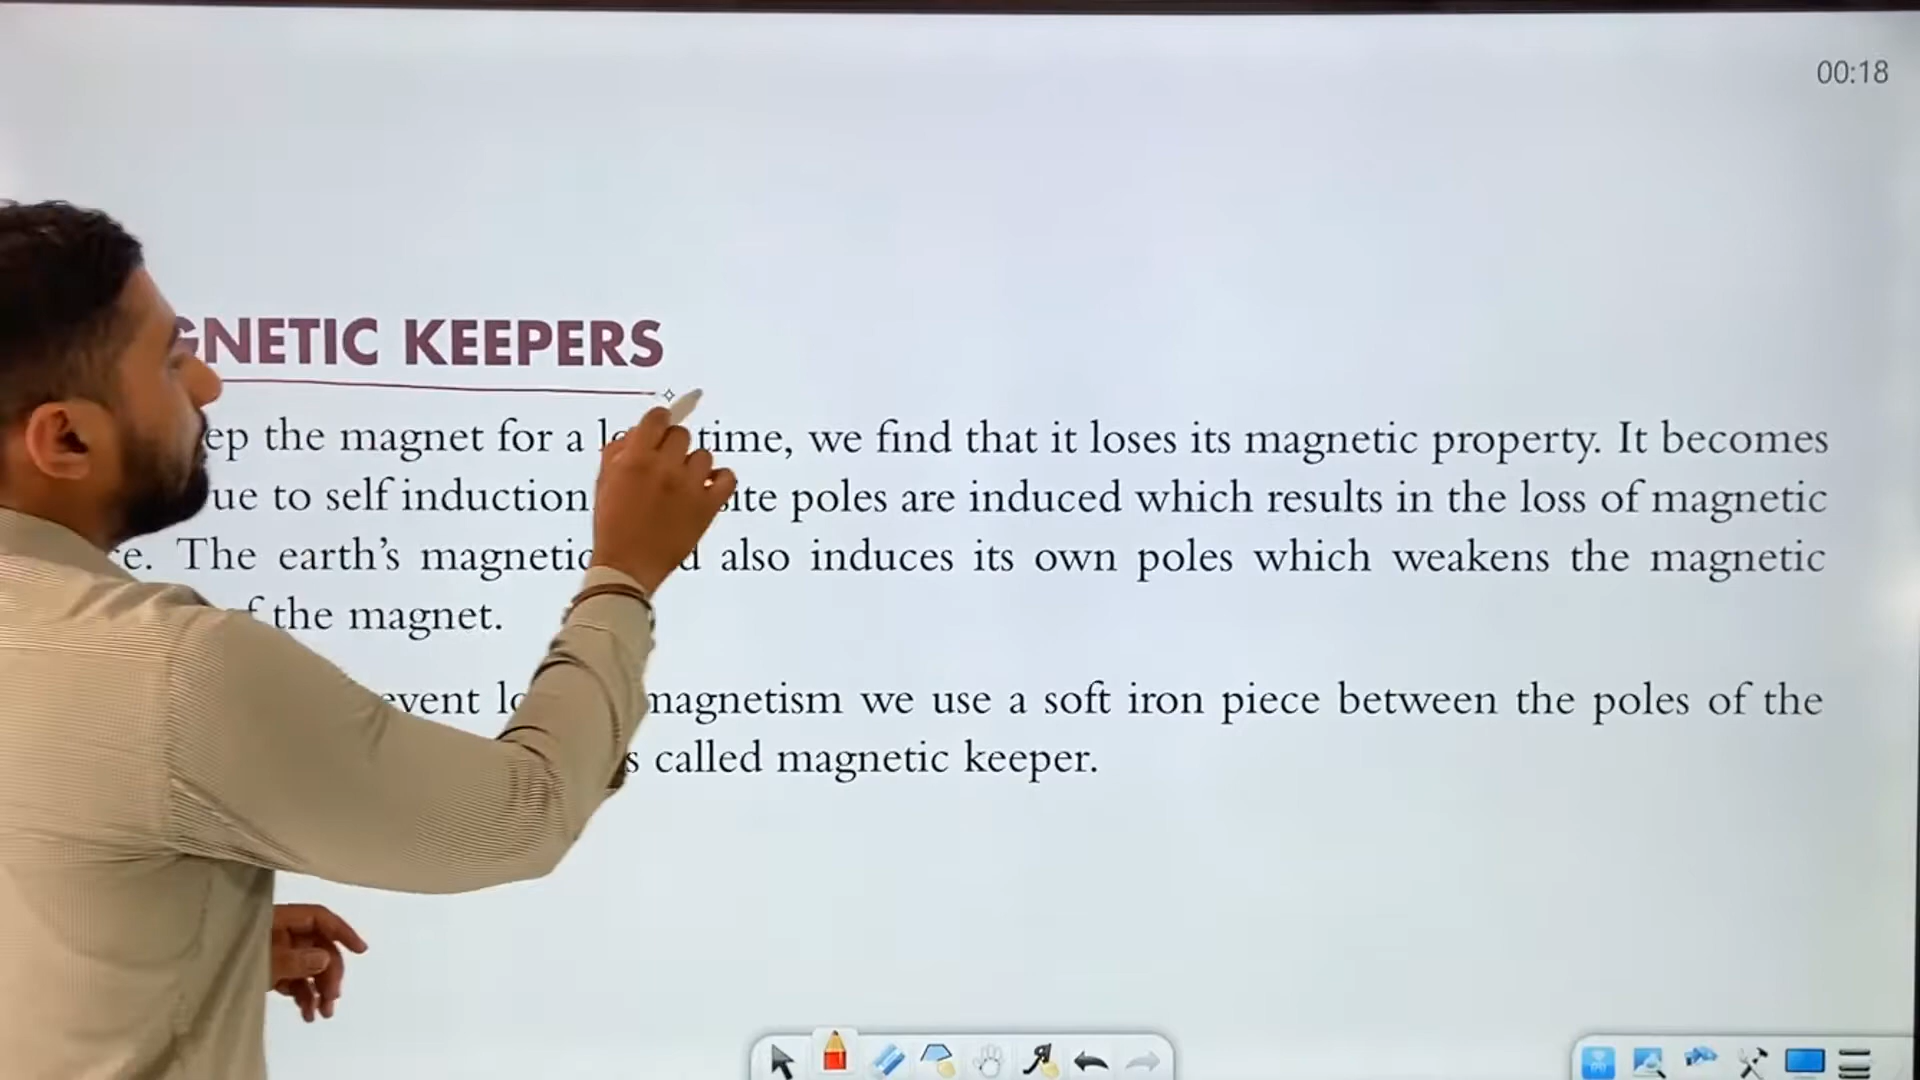 00:18
GNETIC KEEPERS
ep the magnet for a time, we find that it loses its magnetic property. It becomes
ue to self induction. ite poles are induced which results in the loss of magnetic
e. The earth's magnetic also induces its own poles which weakens the magnetic
f the magnet.
event magnetism we use a soft iron piece between the poles of the
s called magnetic keeper.